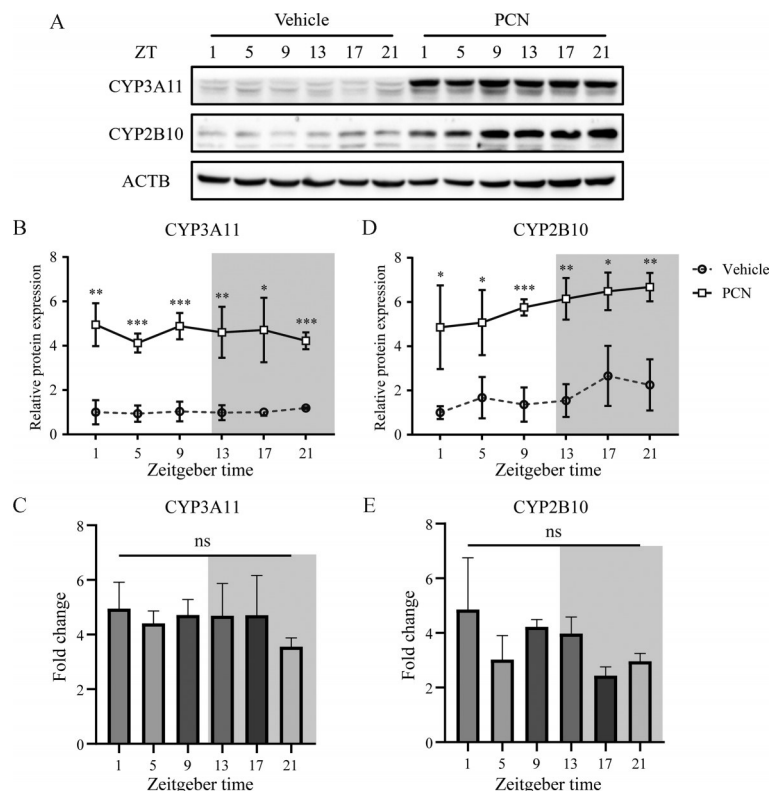 A
Vehicle PCN
ZT 1 5 9 13 17 21 1 5 9 13 17 21
CYP3A11
CYP2B10
ACTB
B
CYP3A11
Relative protein expression
8
6
4
2
0
** *** *** ** * ***
1 5 9 13 17 21
Zeitgeber time
D
CYP2B10
Relative protein expression
8
6
4
2
0
* * *** ** * **
1 5 9 13 17 21
Zeitgeber time
Vehicle
PCN
C
CYP3A11
Fold change
8
6
4
2
0
ns
1 5 9 13 17 21
Zeitgeber time
E
CYP2B10
Fold change
8
6
4
2
0
ns
1 5 9 13 17 21
Zeitgeber time